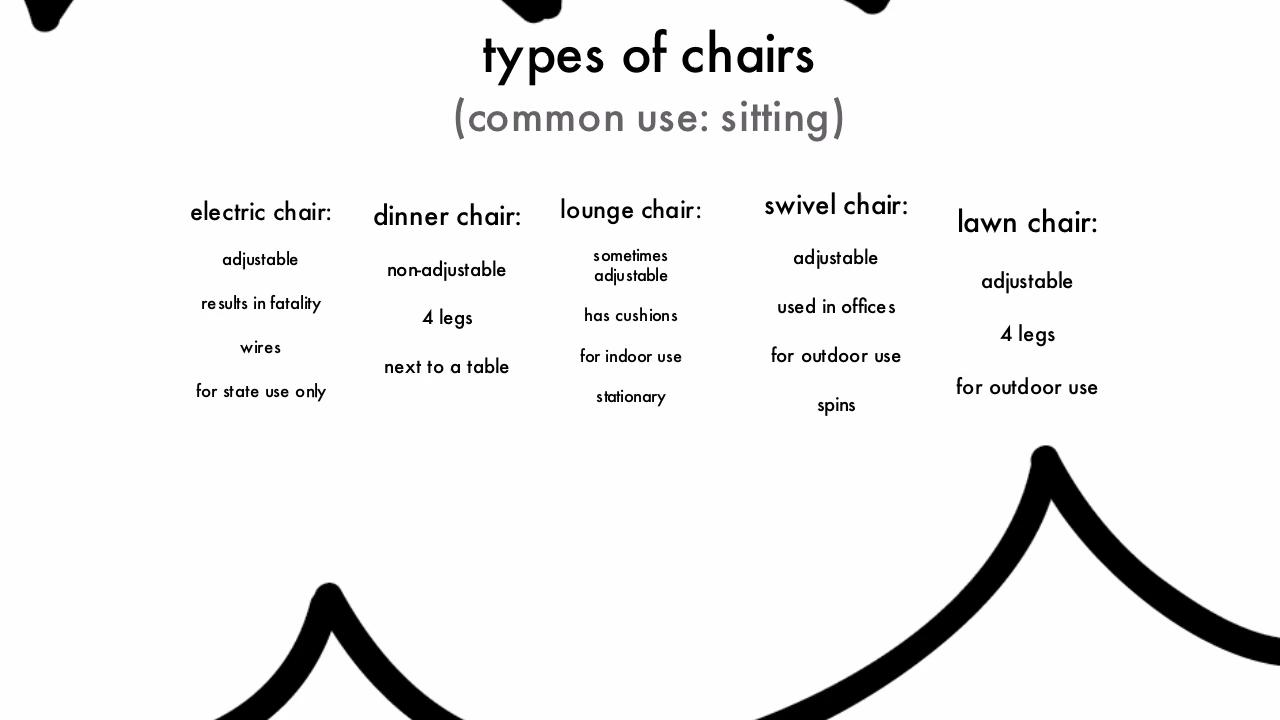 types of chairs
(common use: sitting)
electric chair:
adjustable
results in fatality
wires
for state use only
dinner chair:
non-adjustable
4 legs
next to a table
lounge chair:
sometimes
adjustable
has cushions
for indoor use
stationary
swivel chair:
adjustable
used in offices
for outdoor use
spins
lawn chair:
adjustable
4 legs
for outdoor use